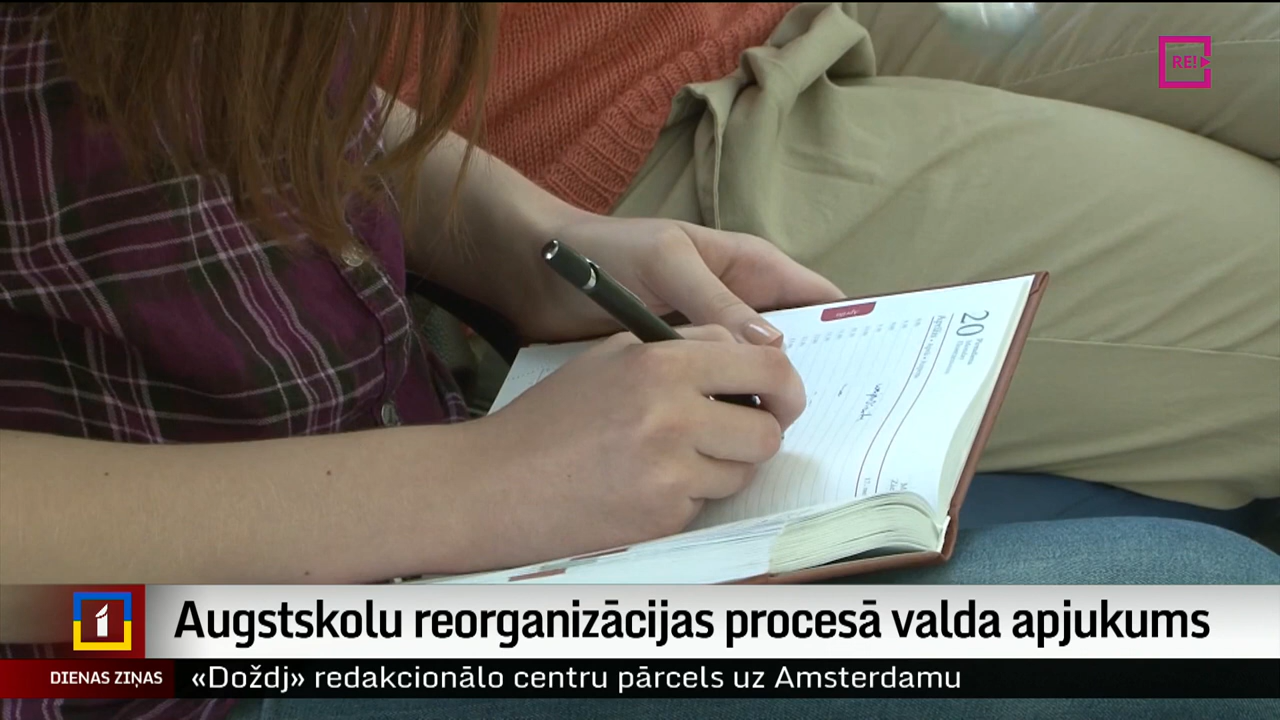 RE!
20
Augstskolu reorganizācijas procesā valda apjukums
1
DIENAS ZIŅAS
«Doždj» redakcionālo centru pārcels uz Amsterdamu